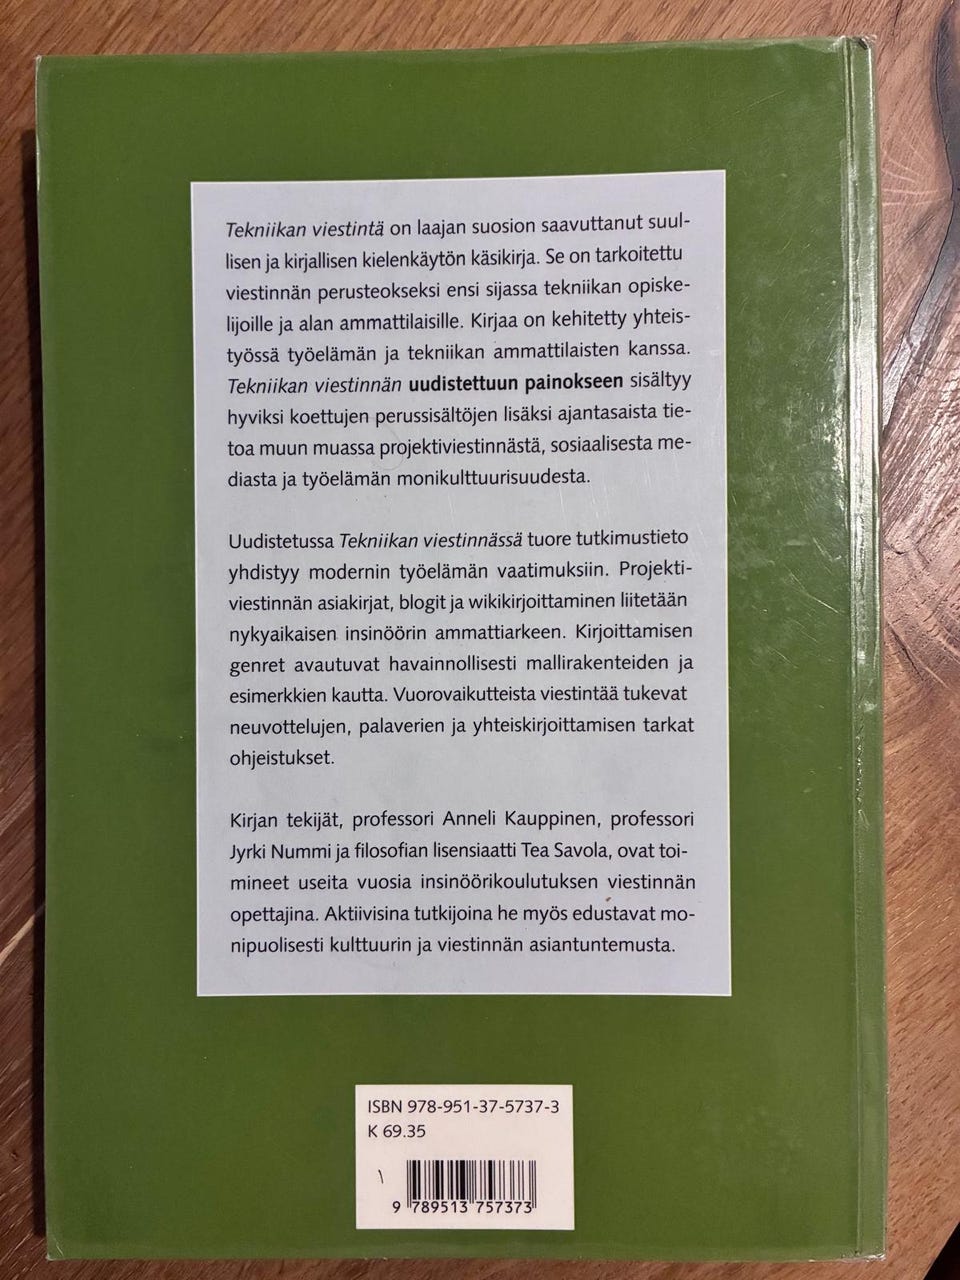 Tekniikan viestintä on laajan suosion saavuttanut suul-
lisen ja kirjallisen kielenkäytön käsikirja. Se on tarkoitettu
viestinnän perusteokseksi ensi sijassa tekniikan opiske-
lijoille ja alan ammattilaisille. Kirjaa on kehitetty yhteis-
työssä työelämän ja tekniikan ammattilaisten kanssa.
Tekniikan viestinnän uudistettuun painokseen sisältyy
hyviksi koettujen perussisältöjen lisäksi ajantasaista tie-
toa muun muassa projektiviestinnästä, sosiaalisesta me-
diasta ja työelämän monikulttuurisuudesta.
Uudistetussa Tekniikan viestinnässä tuore tutkimustieto
yhdistyy modernin työelämän vaatimuksiin. Projekti-
viestinnän asiakirjat, blogit ja wikikirjoittaminen liitetään
nykyaikaisen insinöörin ammattiarkeen. Kirjoittamisen
genret avautuvat havainnollisesti mallirakenteiden ja
esimerkkien kautta. Vuorovaikutteista viestintää tukevat
neuvottelujen, palaverien ja yhteiskirjoittamisen tarkat
ohjeistukset.
Kirjan tekijät, professori Anneli Kauppinen, professori
Jyrki Nummi ja filosofian lisensiaatti Tea Savola, ovat toi-
mineet useita vuosia insinöörikoulutuksen viestinnän
opettajina. Aktiivisina tutkijoina he myös edustavat mo-
nipuolisesti kulttuurin ja viestinnän asiantuntemusta.
ISBN 978-951-37-5737-3
K 69.35
9 789513 757373